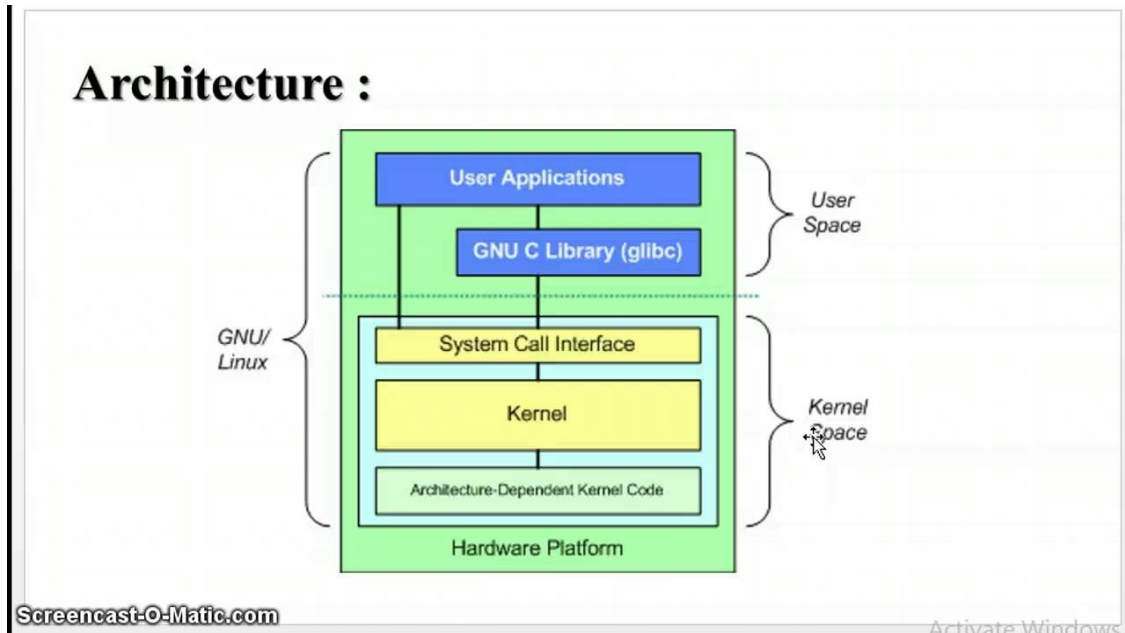 Architecture :
User Applications
GNU C Library (glibc)
User
Space
GNU/
Linux
System Call Interface
Kernel
Architecture-Dependent Kernel Code
Kernel
Space
Hardware Platform
Screencast-O-Matic.com
Activate Windows